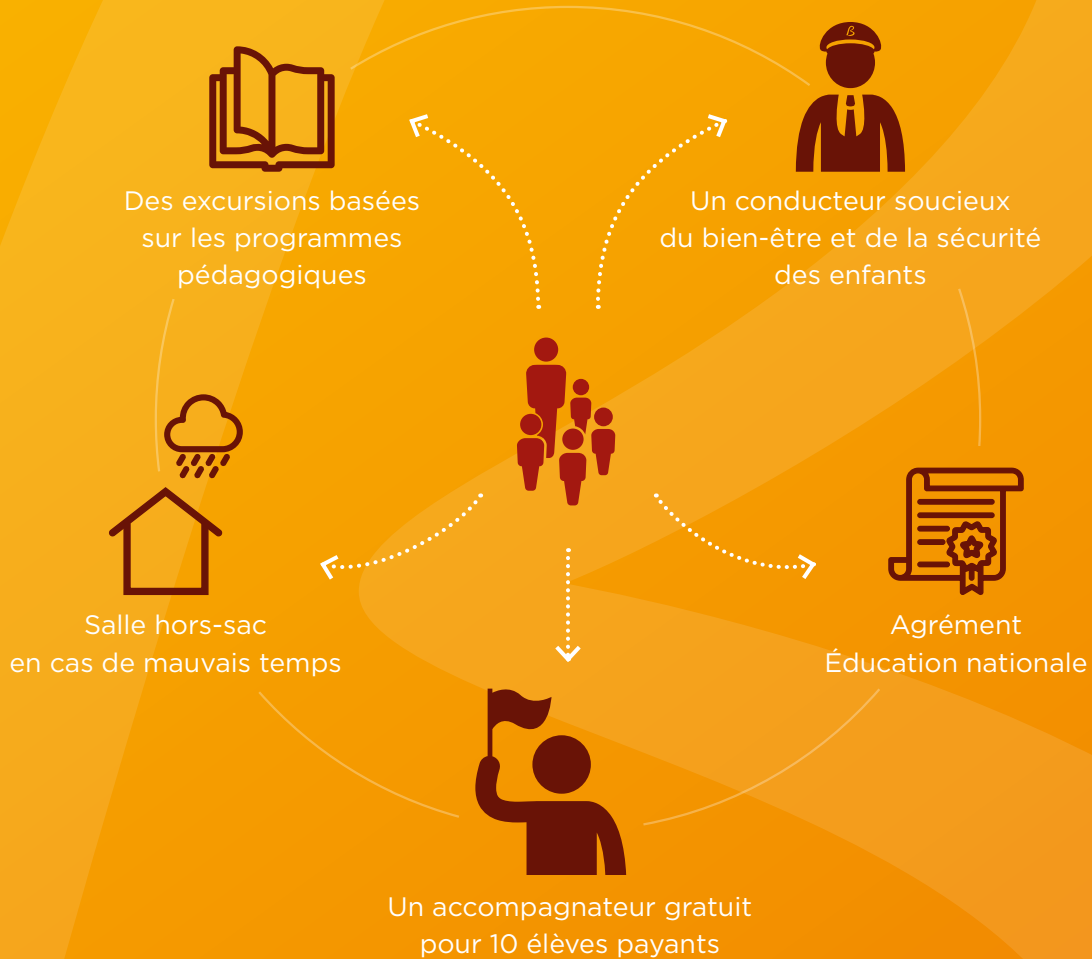 Des excursions basées
sur les programmes
pédagogiques
Un conducteur soucieux
du bien-être et de la sécurité
des enfants
Salle hors-sac
en cas de mauvais temps
Agrément
Éducation nationale
Un accompagnateur gratuit
pour 10 élèves payants